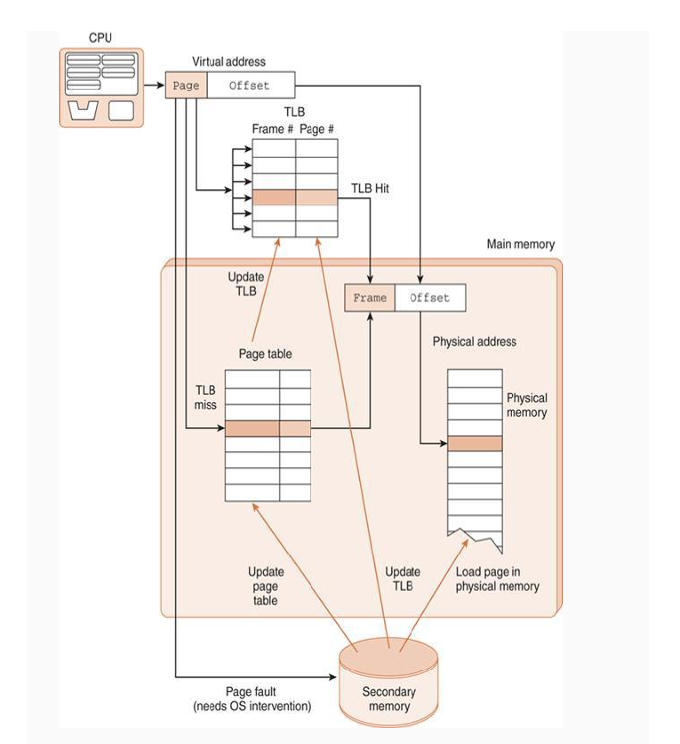 CPU
Virtual address
Page
Offset
TLB
Frame # Page #
TLB Hit
Main memory
Update
TLB
Frame
Offset
Physical address
Page table
TLB
miss
Physical
memory
Update
page
table
Update
TLB
Load page in
physical memory
Page fault
(needs OS intervention)
Secondary
memory